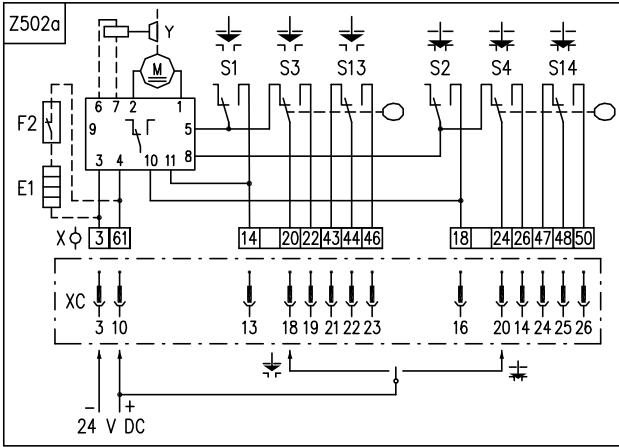 Z502a
Y
M
S1 S3 S13 S2 S4 S14
6 7 2 1
F2
9 5
8
3 4 10 11
E1
X 3 61 14 20 22 43 44 46 18 24 26 47 48 50
XC
3 10 13 18 19 21 22 23 16 20 14 24 25 26
− +
24 V DC